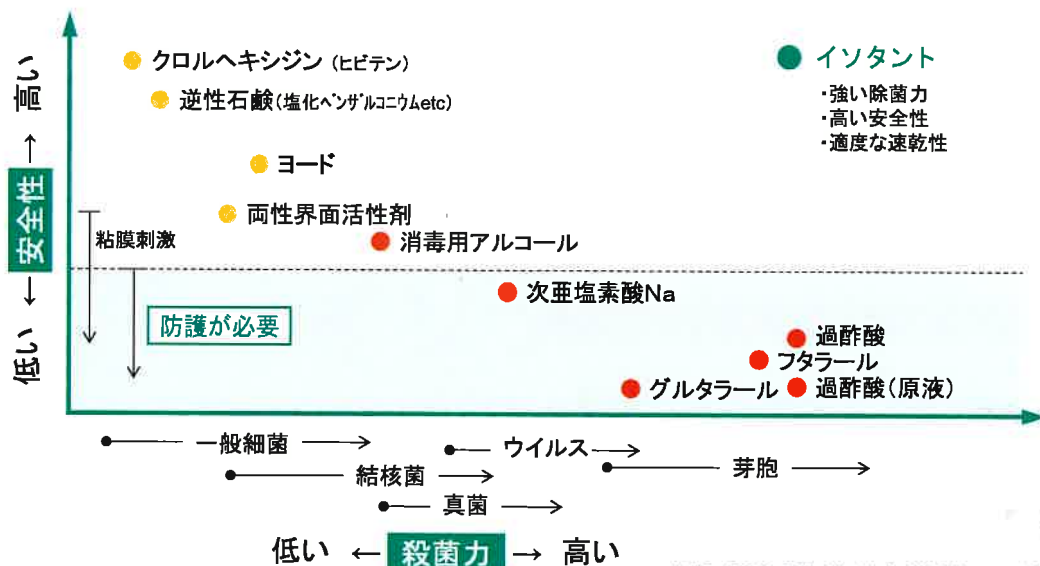 クロルヘキシジン (ヒビテン)
逆性石鹸(塩化ベンザルコニウムetc)
ヨード
両性界面活性剤
消毒用アルコール
イソタント
・強い除菌力
・高い安全性
・適度な速乾性
低い ← 安全性 → 高い
粘膜刺激
防護が必要
次亜塩素酸Na
過酢酸
フタラール
グルタラール
過酢酸(原液)
一般細菌
ウイルス
結核菌
芽胞
真菌
低い ← 殺菌力 → 高い